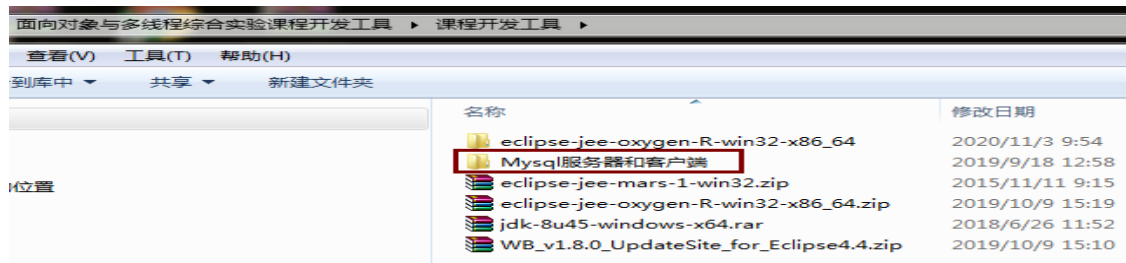 面向对象与多线程综合实验课程开发工具 ▸ 课程开发工具 ▸
查看(V) 工具(T) 帮助(H)
到库中 共享 新建文件夹
名称 修改日期
eclipse-jee-oxygen-R-win32-x86_64 2020/11/3 9:54
Mysql服务器和客户端 2019/9/18 12:58
位置
eclipse-jee-mars-1-win32.zip 2015/11/11 9:15
eclipse-jee-oxygen-R-win32-x86_64.zip 2019/10/9 15:19
jdk-8u45-windows-x64.rar 2018/6/26 11:52
WB_v1.8.0_UpdateSite_for_Eclipse4.4.zip 2019/10/9 15:10